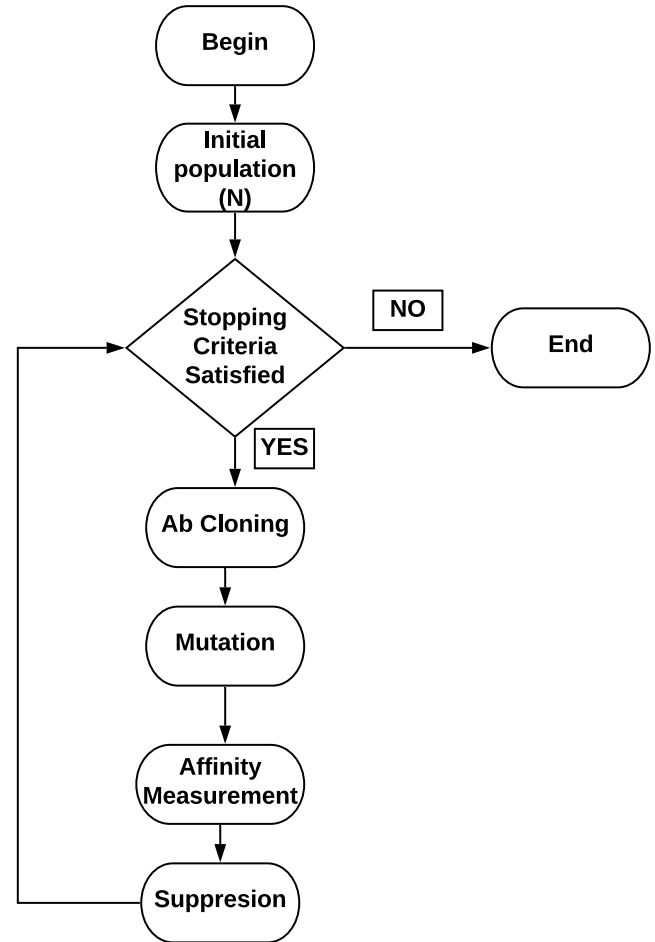 Begin
Initial
population
(N)
Stopping
Criteria
Satisfied
NO
End
YES
Ab Cloning
Mutation
Affinity
Measurement
Suppresion